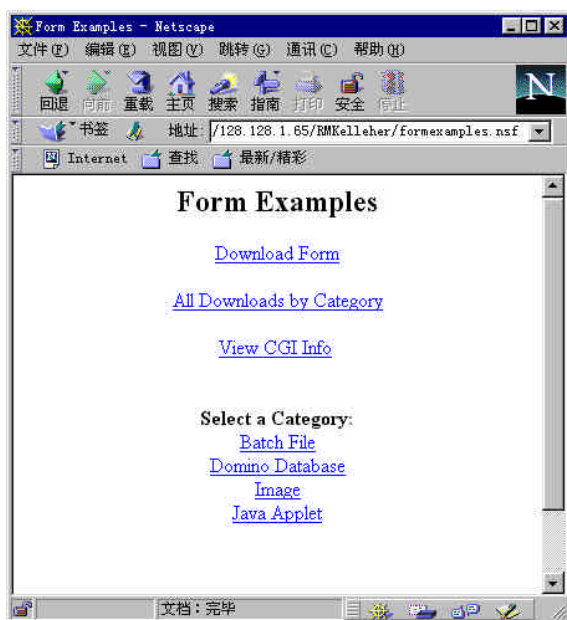 Form Examples - Netscape
文件(F) 编辑(E) 视图(V) 跳转(G) 通讯(C) 帮助(H)
回退 向前 重载 主页 搜索 指南 打印 安全 停止
N
书签 地址: /128.128.1.65/RMKelleher/formexamples.nsf
Internet 查找 最新/精彩
Form Examples
Download Form
All Downloads by Category
View CGI Info
Select a Category:
Batch File
Domino Database
Image
Java Applet
文档：完毕